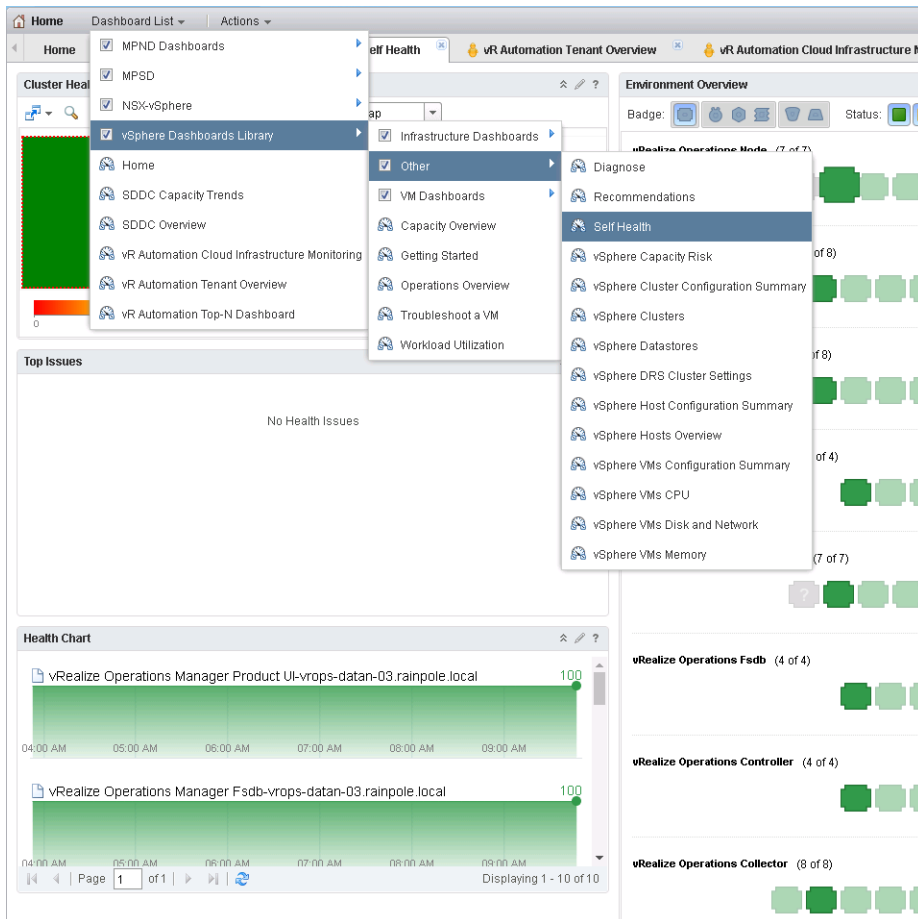 Home Dashboard List Actions
Home elf Health vR Automation Tenant Overview vR Automation Cloud Infrastructure
MPND Dashboards
MPSD
NSX-vSphere
vSphere Dashboards Library
Home
SDDC Capacity Trends
SDDC Overview
vR Automation Cloud Infrastructure Monitoring
vR Automation Tenant Overview
vR Automation Top-N Dashboard
Infrastructure Dashboards
Other
VM Dashboards
Capacity Overview
Getting Started
Operations Overview
Troubleshoot a VM
Workload Utilization
Diagnose
Recommendations
Self Health
vSphere Capacity Risk
vSphere Cluster Configuration Summary
vSphere Clusters
vSphere Datastores
vSphere DRS Cluster Settings
vSphere Host Configuration Summary
vSphere Hosts Overview
vSphere VMs Configuration Summary
vSphere VMs CPU
vSphere VMs Disk and Network
vSphere VMs Memory
Cluster Heal ?
ap
0
Top Issues
No Health Issues
Health Chart ?
vRealize Operations Manager Product UI-vrops-datan-03.rainpole.local 100
04:00 AM 05:00 AM 06:00 AM 07:00 AM 08:00 AM 09:00 AM
vRealize Operations Manager Fsdb-vrops-datan-03.rainpole.local 100
04:00 AM 05:00 AM 06:00 AM 07:00 AM 08:00 AM 09:00 AM
Page 1 of 1 Displaying 1 - 10 of 10
Environment Overview
Badge: Status:
vRealize Operations Node (7 of 7)
of 8)
of 8)
of 4)
(7 of 7)
?
vRealize Operations Fsdb (4 of 4)
vRealize Operations Controller (4 of 4)
vRealize Operations Collector (8 of 8)